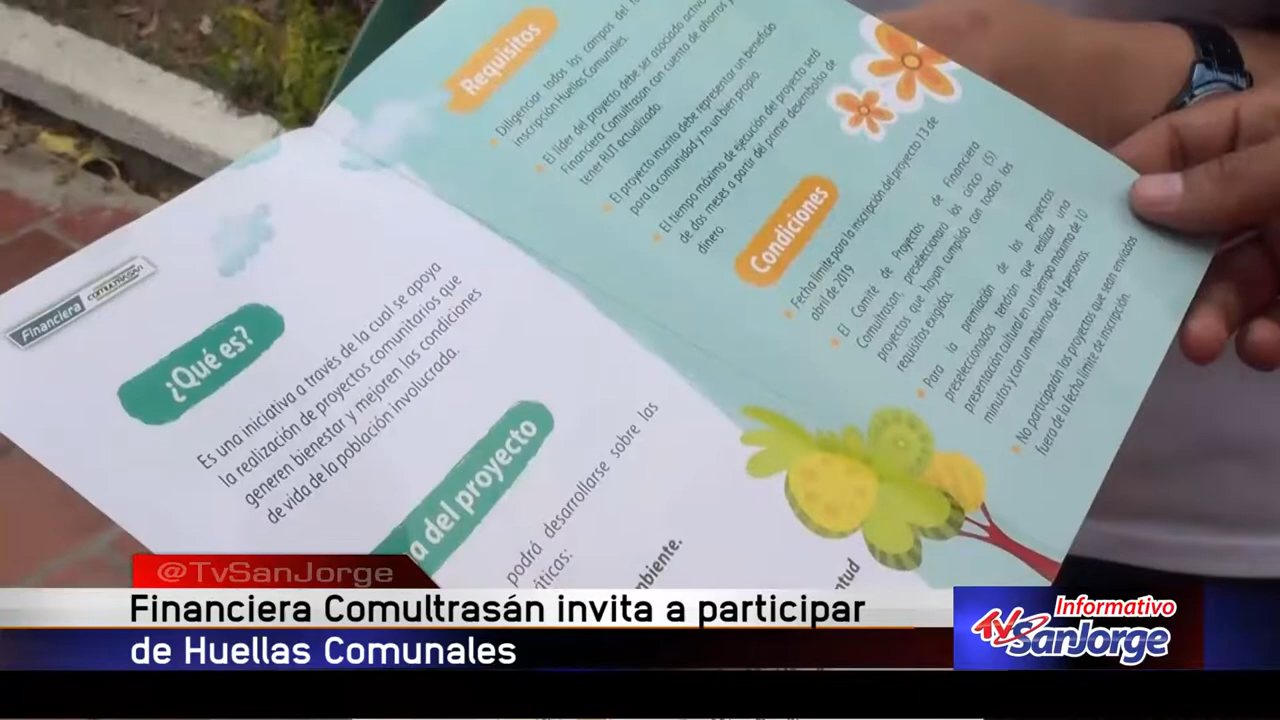 Financiera comultrasan
¿Qué es?
Es una iniciativa a través de la cual se apoya
la realización de proyectos comunitarios que
generen bienestar y mejoren las condiciones
de vida de la población involucrada.
a del proyecto
podrá desarrollarse sobre las
áticas:
mbiente.
ntud
Requisitos
Diligenciar todos los campos del
inscripción Huellas Comunales.
El líder del proyecto debe ser asociado activo
Financiera Comultrasan con cuenta de ahorros y
tener RUT actualizado.
El proyecto inscrito debe representar un beneficio
para la comunidad y no un bien propio.
El tiempo máximo de ejecución del proyecto será
de dos meses a partir del primer desembolso de
dinero.
Condiciones
Fecha límite para la inscripción del proyecto 13 de
abril de 2019
El Comité de Proyectos de Financiera
Comultrasan, preseleccionara los cinco (5)
proyectos que hayan cumplido con todos los
requisitos exigidos.
Para la premiación de los proyectos
preseleccionados tendrán que realizar una
presentación cultural en un tiempo máximo de 10
minutos y con un máximo de 14 personas.
No participarán los proyectos que sean enviados
fuera de la fecha límite de inscripción.
@TvSanJorge
Financiera Comultrasán invita a participar
de Huellas Comunales
Informativo
TV SanJorge